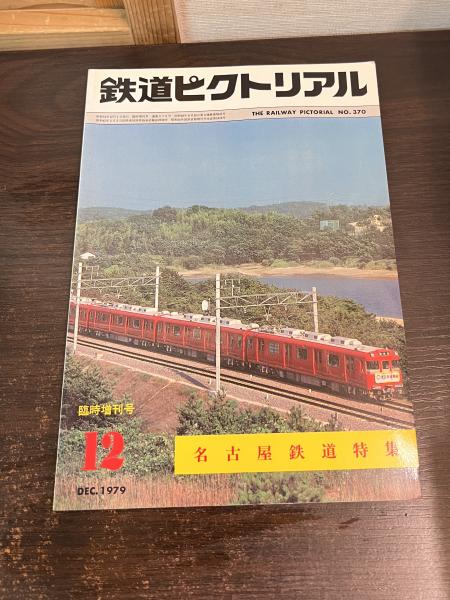 鉄道ピクトリアル
THE RAILWAY PICTORIAL NO. 370
臨時増刊号
12
DEC. 1979
名古屋鉄道特集